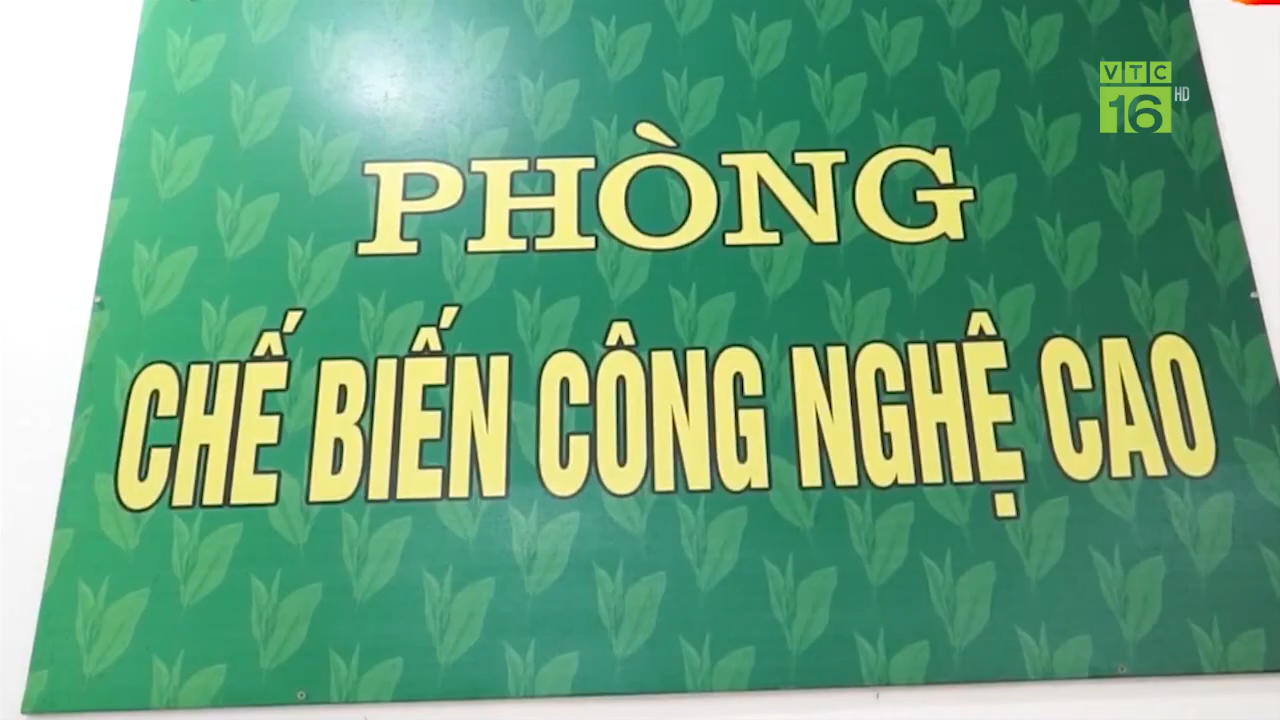 VTC
16 HD
PHÒNG
CHẾ BIẾN CÔNG NGHỆ CAO